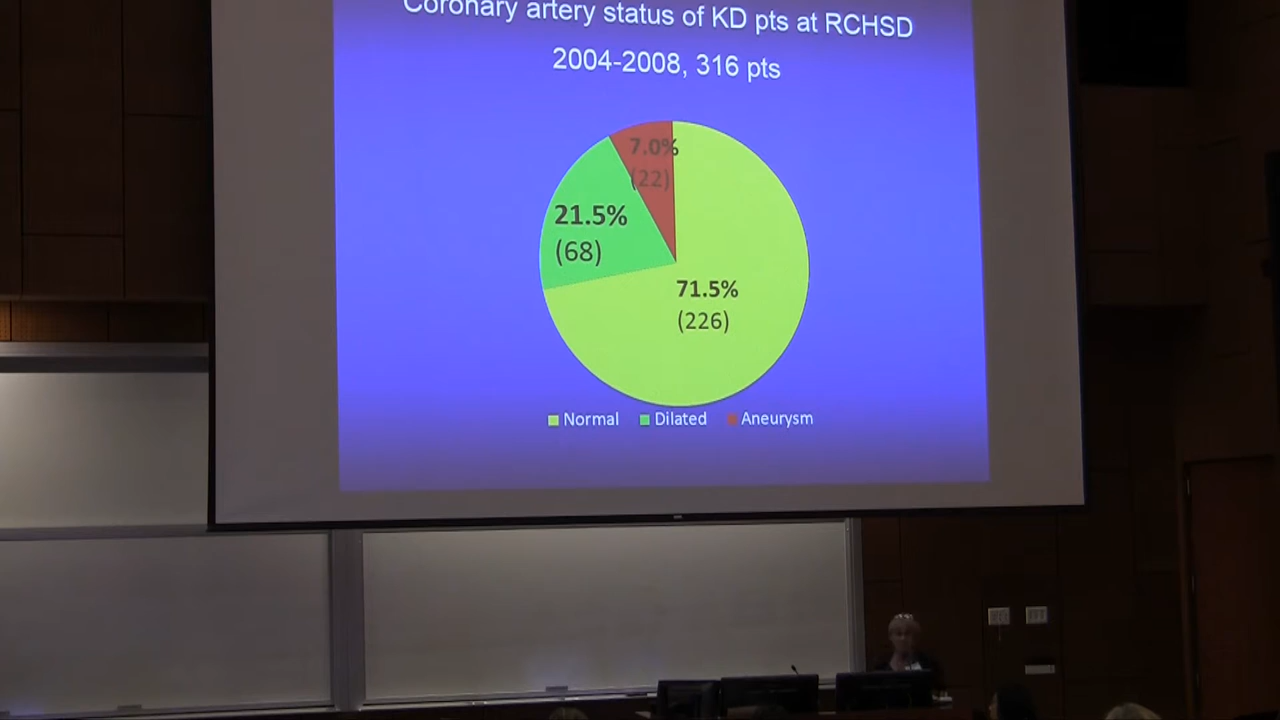 Coronary artery status of KD pts at RCHSD
2004-2008, 316 pts
7.0%
(22)
21.5%
(68)
71.5%
(226)
Normal Dilated Aneurysm